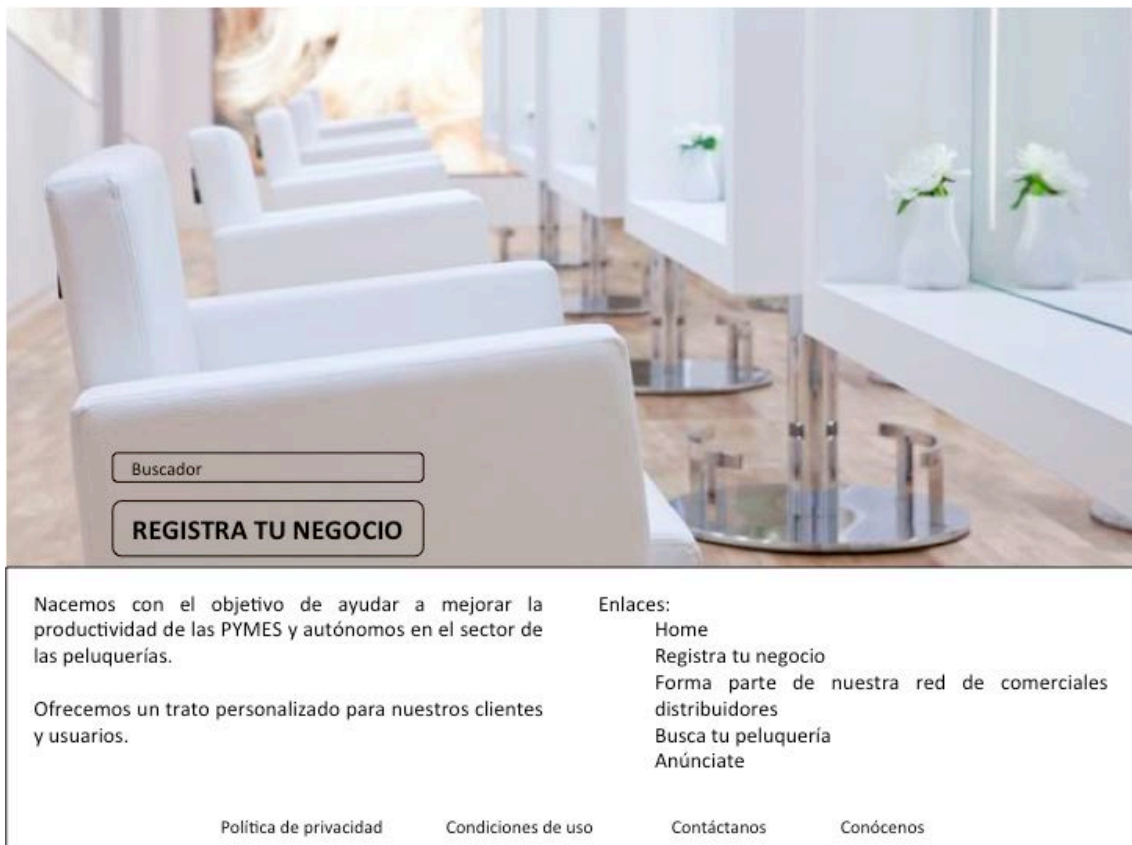 Buscador
REGISTRA TU NEGOCIO
Nacemos con el objetivo de ayudar a mejorar la
productividad de las PYMES y autónomos en el sector de
las peluquerías.
Ofrecemos un trato personalizado para nuestros clientes
y usuarios.
Enlaces:
Home
Registra tu negocio
Forma parte de nuestra red de comerciales
distribuidores
Busca tu peluquería
Anúnciate
Política de privacidad Condiciones de uso Contáctanos Conócenos